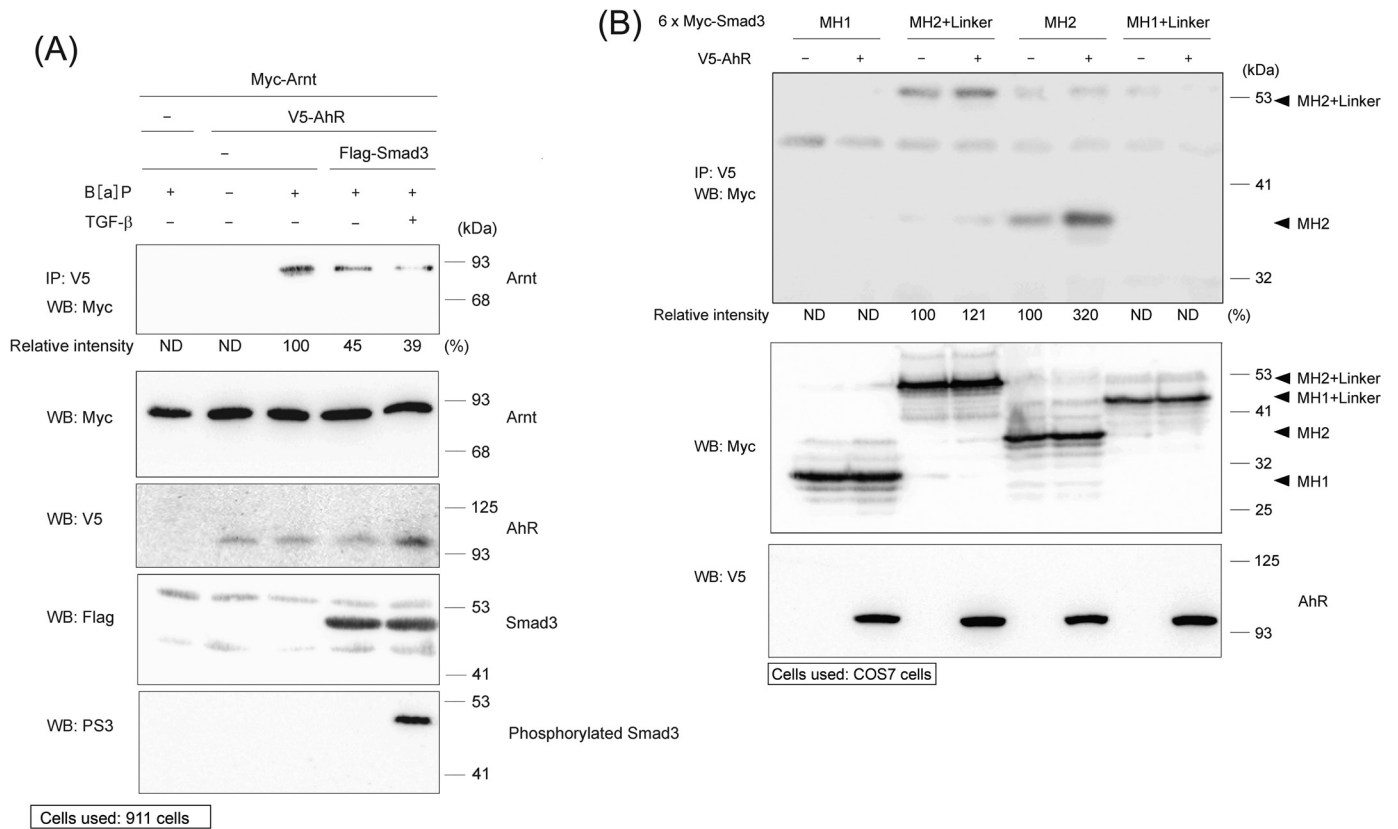 (A)
Myc-Arnt
– V5-AhR
– Flag-Smad3
B[a]P + – + + +
TGF-β – – – – +
(kDa)
IP: V5
WB: Myc
93
68
Arnt
Relative intensity ND ND 100 45 39 (%)
WB: Myc
93
68
Arnt
WB: V5
125
93
AhR
WB: Flag
53
41
Smad3
WB: PS3
53
41
Phosphorylated Smad3
Cells used: 911 cells
(B)
6 x Myc-Smad3 MH1 MH2+Linker MH2 MH1+Linker
V5-AhR – + – + – + – +
(kDa)
IP: V5
WB: Myc
53 MH2+Linker
41
MH2
32
Relative intensity ND ND 100 121 100 320 ND ND (%)
WB: Myc
53 MH2+Linker
MH1+Linker
41
MH2
32
MH1
25
WB: V5
125
AhR
93
Cells used: COS7 cells